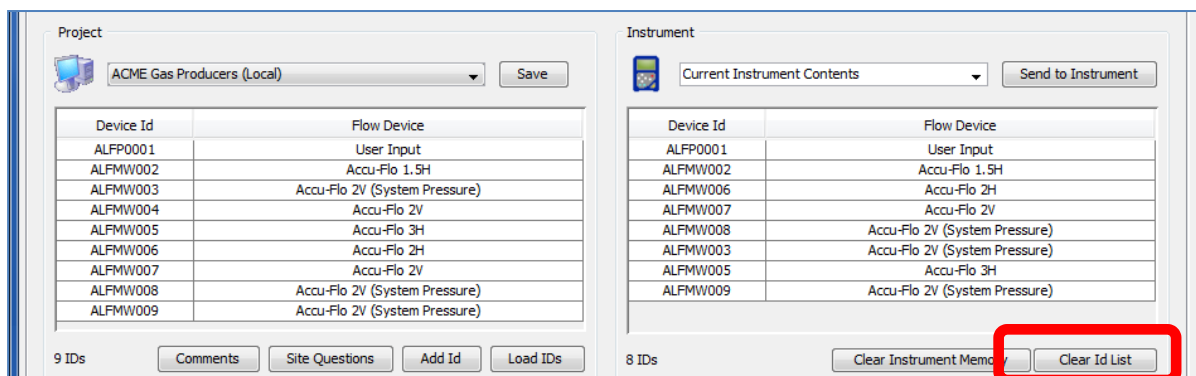 Project
ACME Gas Producers (Local) Save
Device Id Flow Device
ALFP0001 User Input
ALFMW002 Accu-Flo 1.5H
ALFMW003 Accu-Flo 2V (System Pressure)
ALFMW004 Accu-Flo 2V
ALFMW005 Accu-Flo 3H
ALFMW006 Accu-Flo 2H
ALFMW007 Accu-Flo 2V
ALFMW008 Accu-Flo 2V (System Pressure)
ALFMW009 Accu-Flo 2V (System Pressure)
9 IDs Comments Site Questions Add Id Load IDs
Instrument
Current Instrument Contents Send to Instrument
Device Id Flow Device
ALFP0001 User Input
ALFMW002 Accu-Flo 1.5H
ALFMW006 Accu-Flo 2H
ALFMW007 Accu-Flo 2V
ALFMW008 Accu-Flo 2V (System Pressure)
ALFMW003 Accu-Flo 2V (System Pressure)
ALFMW005 Accu-Flo 3H
ALFMW009 Accu-Flo 2V (System Pressure)
8 IDs Clear Instrument Memory Clear Id List